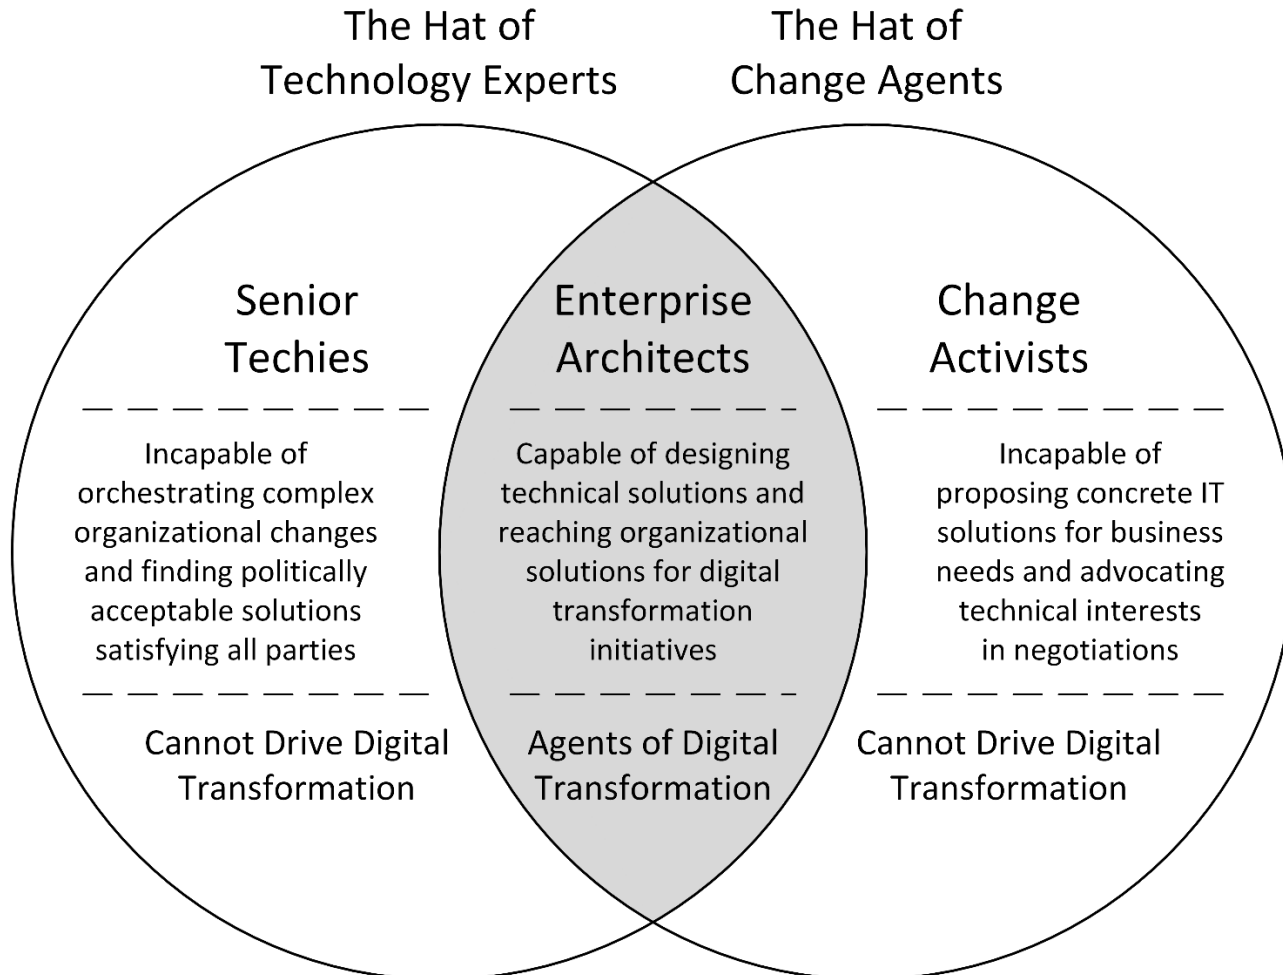 The Hat of
Technology Experts
The Hat of
Change Agents
Senior
Techies
Incapable of
orchestrating complex
organizational changes
and finding politically
acceptable solutions
satisfying all parties
Cannot Drive Digital
Transformation
Enterprise
Architects
Capable of designing
technical solutions and
reaching organizational
solutions for digital
transformation
initiatives
Agents of Digital
Transformation
Change
Activists
Incapable of
proposing concrete IT
solutions for business
needs and advocating
technical interests
in negotiations
Cannot Drive Digital
Transformation